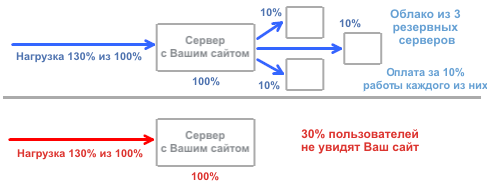 10%
10%
Облако из 3
резервных
серверов
Сервер
с Вашим сайтом
Нагрузка 130% из 100%
100%
10%
Оплата за 10%
работы каждого из них
Сервер
с Вашим сайтом
30% пользователей
не увидят Ваш сайт
Нагрузка 130% из 100%
100%